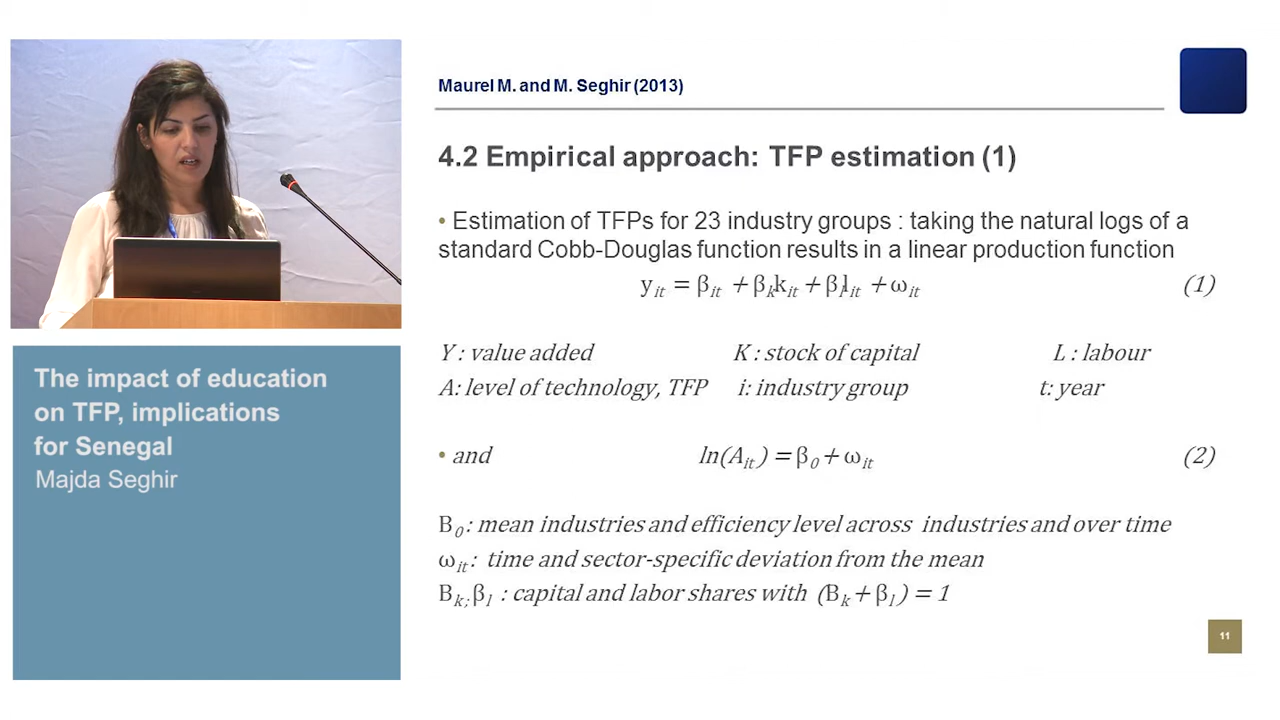 Maurel M. and M. Seghir (2013)
4.2 Empirical approach: TFP estimation (1)
• Estimation of TFPs for 23 industry groups : taking the natural logs of a
standard Cobb-Douglas function results in a linear production function
yᵢₜ = βᵢₜ + βₖkᵢₜ + βₗlᵢₜ + ωᵢₜ (1)
Y : value added K : stock of capital L : labour
A: level of technology, TFP i: industry group t: year
• and ln(Aᵢₜ) = β₀ + ωᵢₜ (2)
B₀: mean industries and efficiency level across industries and over time
ωᵢₜ: time and sector-specific deviation from the mean
Bₖ; βₗ : capital and labor shares with (Bₖ + βₗ) = 1
11
The impact of education
on TFP, implications
for Senegal
Majda Seghir